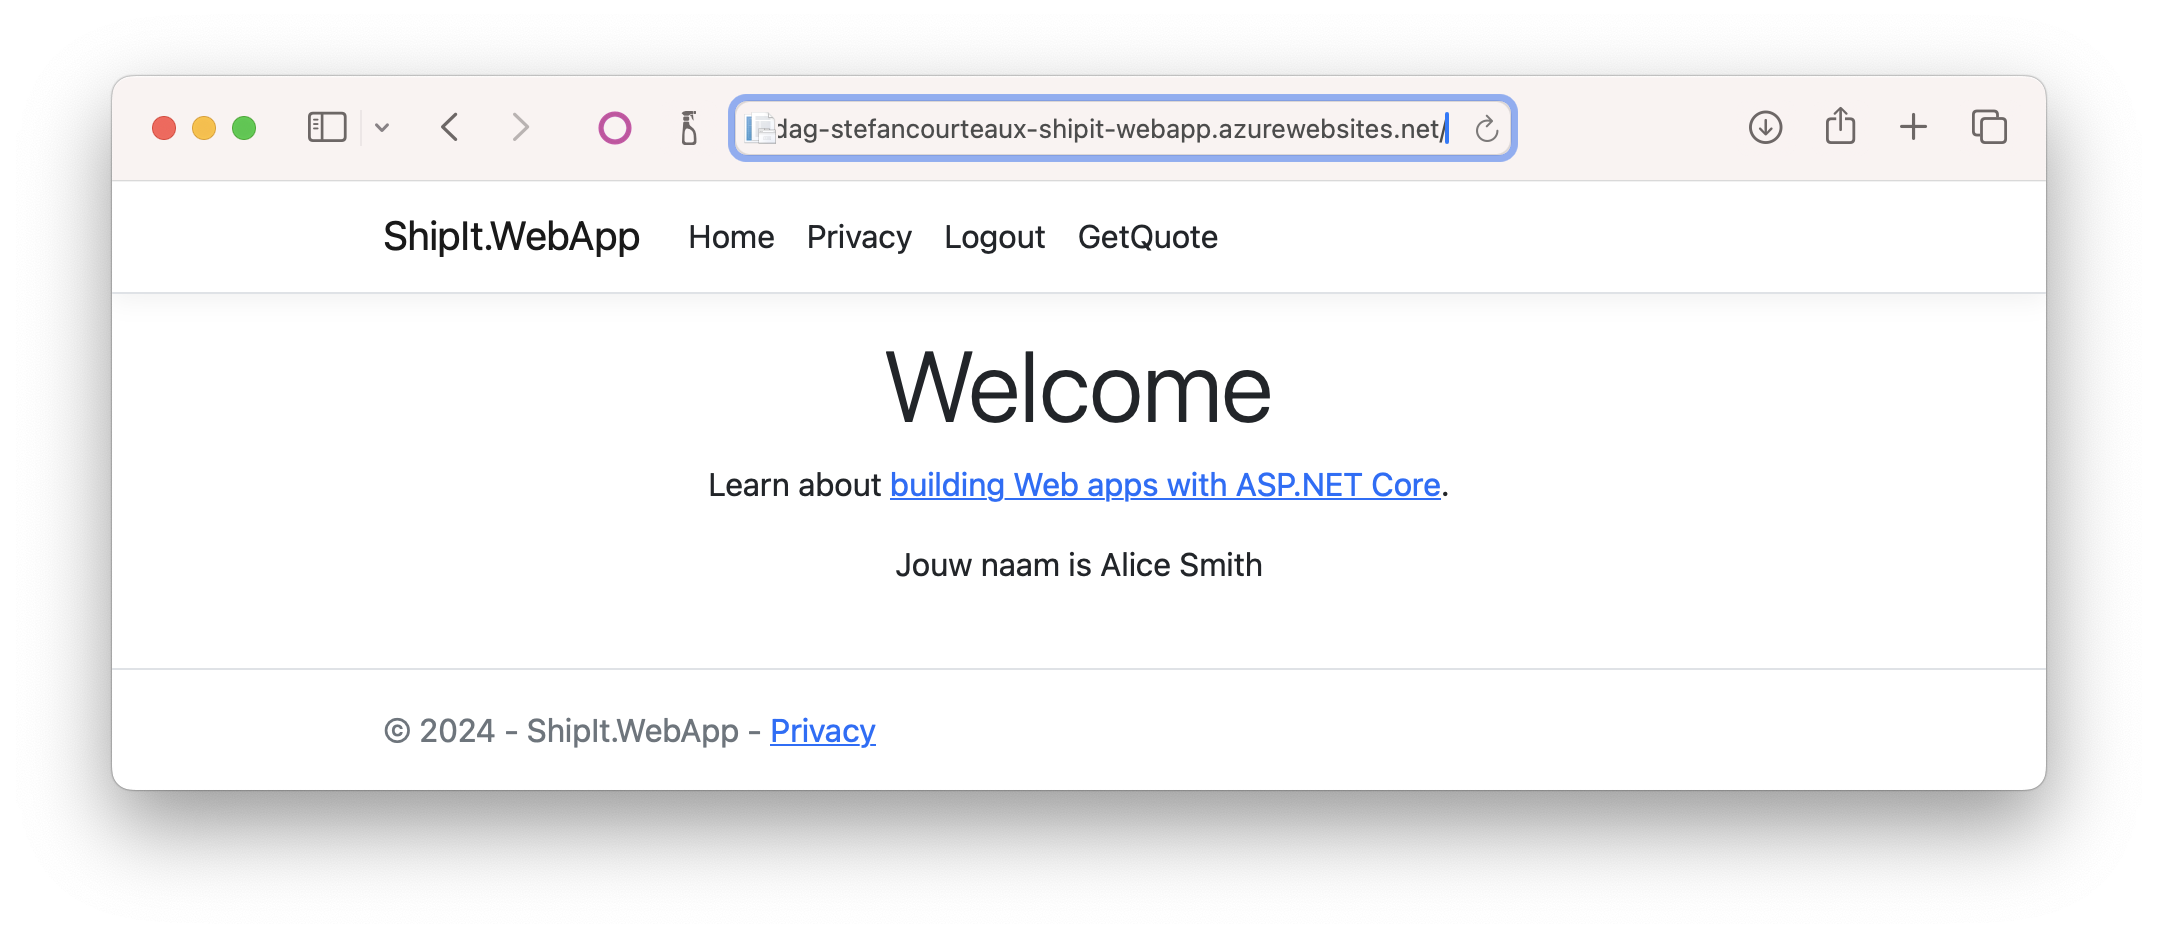 dag-stefancourteaux-shipit-webapp.azurewebsites.net/
ShipIt.WebApp Home Privacy Logout GetQuote
Welcome
Learn about building Web apps with ASP.NET Core.
Jouw naam is Alice Smith
© 2024 - ShipIt.WebApp - Privacy